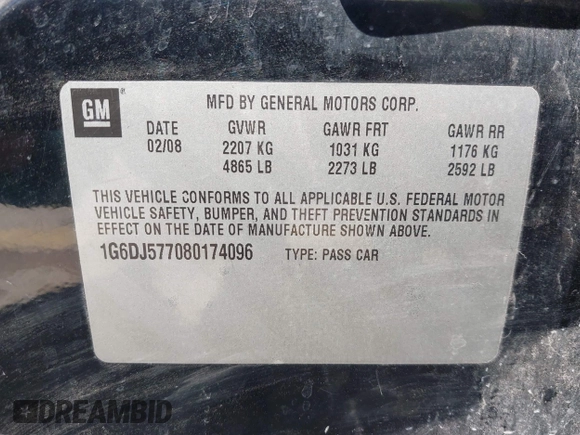 GM
MFD BY GENERAL MOTORS CORP.
DATE GVWR GAWR FRT GAWR RR
02/08 2207 KG 1031 KG 1176 KG
4865 LB 2273 LB 2592 LB
THIS VEHICLE CONFORMS TO ALL APPLICABLE U.S. FEDERAL MOTOR
VEHICLE SAFETY, BUMPER, AND THEFT PREVENTION STANDARDS IN
EFFECT ON THE DATE OF MANUFACTURE SHOWN ABOVE.
1G6DJ577080174096 TYPE: PASS CAR
DREAMBID